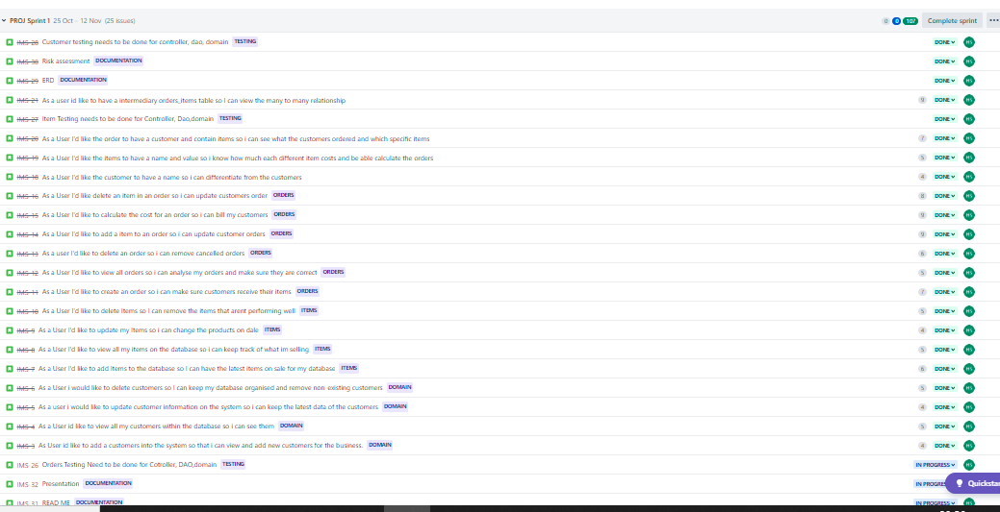 PROJ Sprint 1 25 Oct – 12 Nov (25 issues) 0 0 107 Complete sprint ...
IMS-28 Customer testing needs to be done for controller, dao, domain TESTING DONE HS
IMS-30 Risk assessment DOCUMENTATION DONE HS
IMS-29 ERD DOCUMENTATION DONE HS
IMS-21 As a user id like to have a intermediary orders_items table so I can view the many to many relationship 9 DONE HS
IMS-27 Item Testing needs to be done for Controller, Dao,domain TESTING DONE HS
IMS-20 As a User I'd like the order to have a customer and contain items so i can see what the customers ordered and which specific items 7 DONE HS
IMS-19 As a User I'd like the items to have a name and value so i know how much each different item costs and be able calculate the orders 5 DONE HS
IMS-18 As a User I'd like the customer to have a name so i can differentiate from the customers 4 DONE HS
IMS-16 As a User I'd like delete an item in an order so i can update customers order ORDERS 8 DONE HS
IMS-15 As a User I'd like to calculate the cost for an order so i can bill my customers ORDERS 9 DONE HS
IMS-14 As a User I'd like to add a item to an order so i can update customer orders ORDERS 9 DONE HS
IMS-13 As a user I'd like to delete an order so i can remove cancelled orders ORDERS 6 DONE HS
IMS-12 As a User I'd like to view all orders so i can analyse my orders and make sure they are correct ORDERS 5 DONE HS
IMS-11 As a User I'd like to create an order so i can make sure customers receive their items ORDERS 7 DONE HS
IMS-10 As a User I'd like to delete Items so I can remove the items that arent performing well ITEMS 5 DONE HS
IMS-9 As a User I'd like to update my Items so i can change the products on dale ITEMS 4 DONE HS
IMS-8 As a User I'd like to view all my items on the database so i can keep track of what im selling ITEMS 5 DONE HS
IMS-7 As a User I'd like to add Items to the database so I can have the latest items on sale for my database ITEMS 6 DONE HS
IMS-6 As a User i would like to delete customers so I can keep my database organised and remove non-existing customers DOMAIN 5 DONE HS
IMS-5 As a user i would like to update customer information on the system so i can keep the latest data of the customers DOMAIN 4 DONE HS
IMS-4 As a User id like to view all my customers within the database so i can see them DOMAIN 5 DONE HS
IMS-3 As User id like to add a customers into the system so that i can view and add new customers for the business. DOMAIN 4 DONE HS
IMS-26 Orders Testing Need to be done for Cotroller, DAO,domain TESTING IN PROGRESS HS
IMS-32 Presentation DOCUMENTATION IN PROGRE
Quickstar
IMS-31 READ ME DOCUMENTATION IN PROGRESS HS